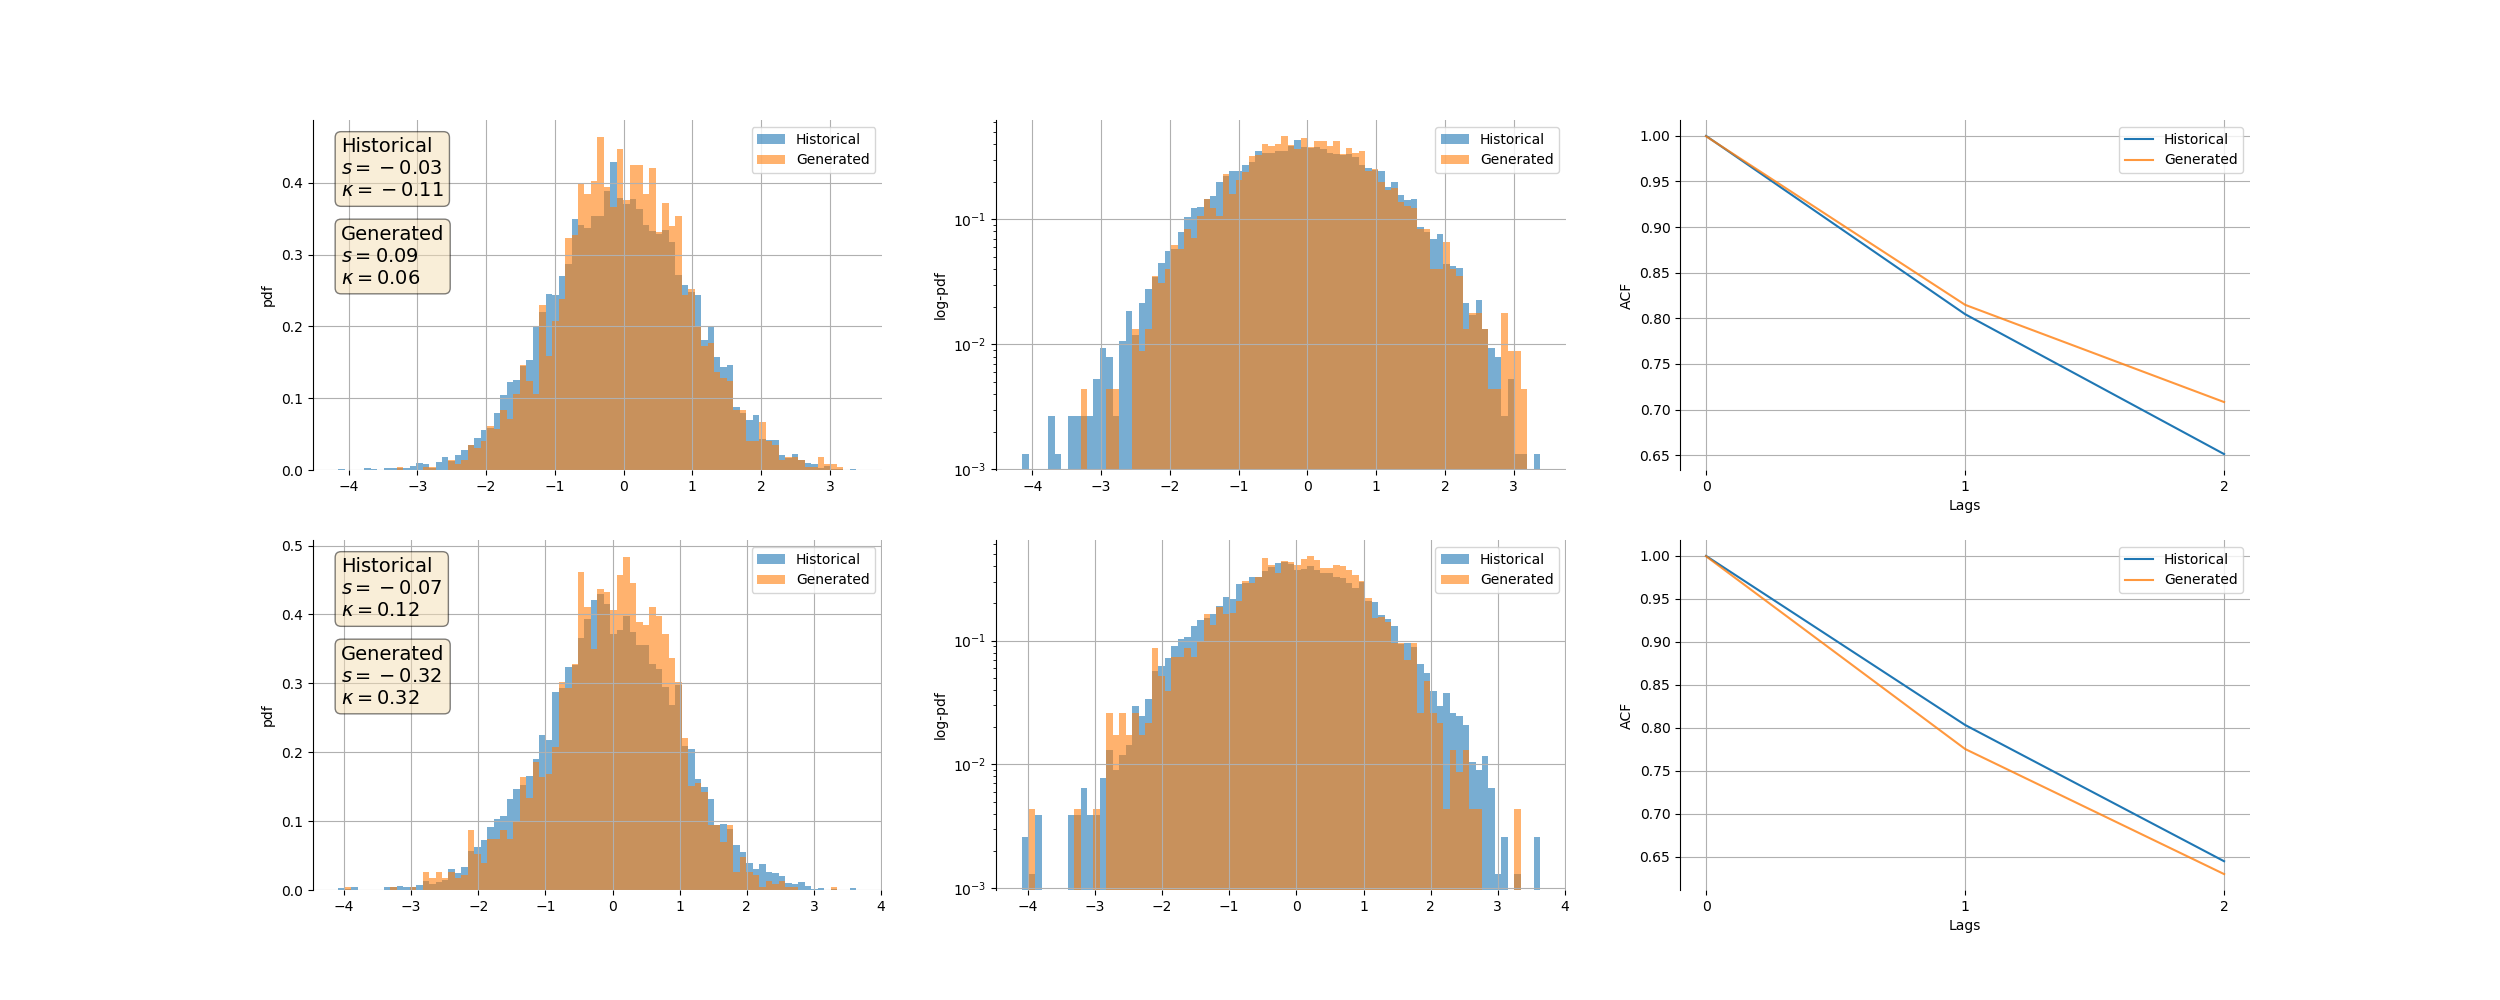 Historical
s = −0.03
κ = −0.11
Generated
s = 0.09
κ = 0.06
Historical
Generated
pdf
0.4
0.3
0.2
0.1
0.0
−4 −3 −2 −1 0 1 2 3
Historical
Generated
log-pdf
10⁻¹
10⁻²
10⁻³
−4 −3 −2 −1 0 1 2 3
Historical
Generated
ACF
1.00
0.95
0.90
0.85
0.80
0.75
0.70
0.65
0 1 2
Lags
Historical
s = −0.07
κ = 0.12
Generated
s = −0.32
κ = 0.32
Historical
Generated
pdf
0.5
0.4
0.3
0.2
0.1
0.0
−4 −3 −2 −1 0 1 2 3 4
Historical
Generated
log-pdf
10⁻¹
10⁻²
10⁻³
−4 −3 −2 −1 0 1 2 3 4
Historical
Generated
ACF
1.00
0.95
0.90
0.85
0.80
0.75
0.70
0.65
0 1 2
Lags